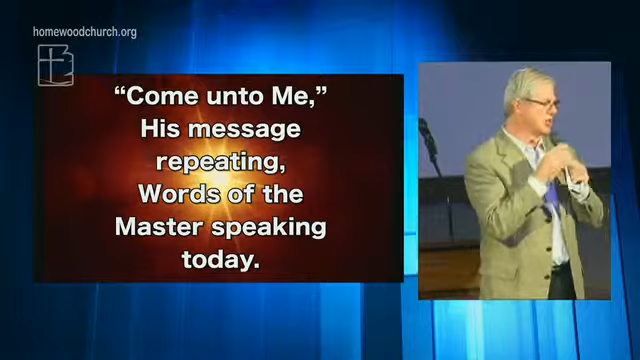 homewoodchurch.org
“Come unto Me,”
His message
repeating,
Words of the
Master speaking
today.